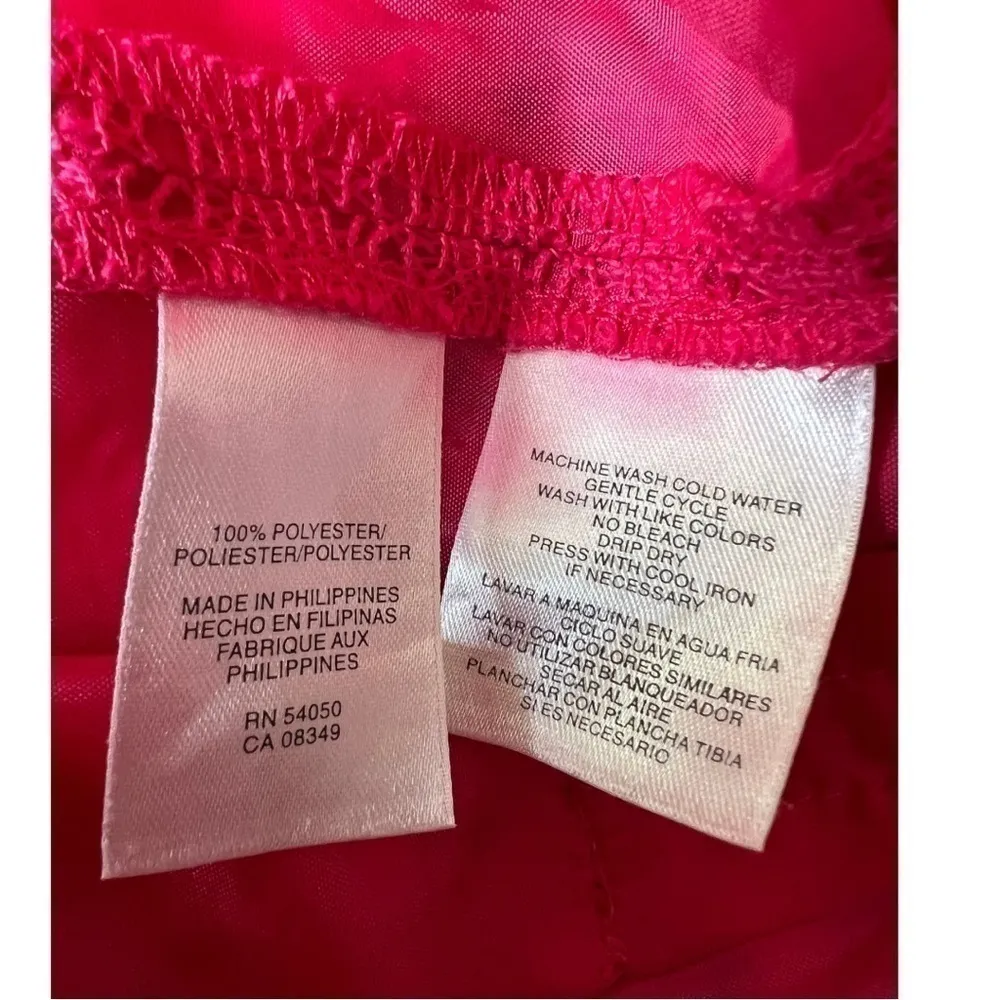 100% POLYESTER/
POLIESTER/POLYESTER
MADE IN PHILIPPINES
HECHO EN FILIPINAS
FABRIQUE AUX
PHILIPPINES
RN 54050
CA 08349
MACHINE WASH COLD WATER
GENTLE CYCLE
WASH WITH LIKE COLORS
NO BLEACH
DRIP DRY
PRESS WITH COOL IRON
IF NECESSARY
LAVAR A MAQUINA EN AGUA FRIA
CICLO SUAVE
LAVAR CON COLORES SIMILARES
NO UTILIZAR BLANQUEADOR
SECAR AL AIRE
PLANCHAR CON PLANCHA TIBIA
SI ES NECESARIO